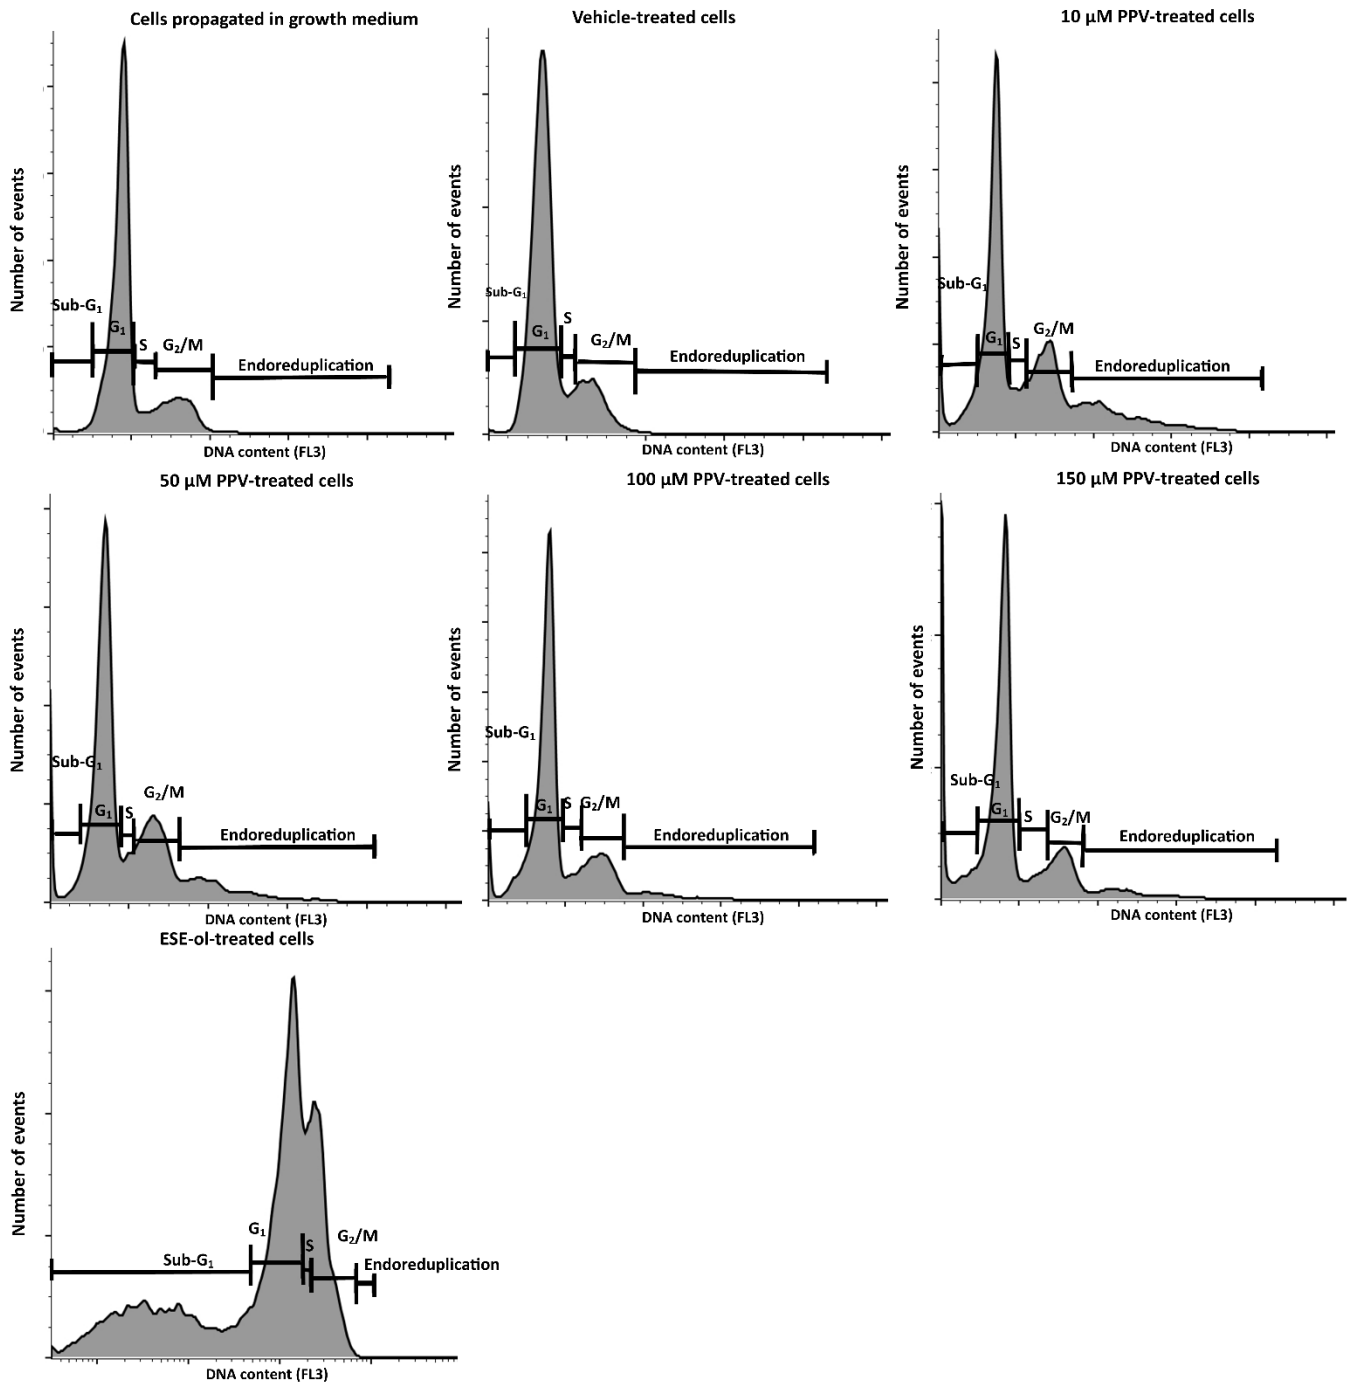 Cells propagated in growth medium
Number of events
Sub-G₁
G₁
S
G₂/M
Endoreduplication
DNA content (FL3)
Vehicle-treated cells
Number of events
Sub-G₁
G₁
S
G₂/M
Endoreduplication
DNA content (FL3)
10 µM PPV-treated cells
Number of events
Sub-G₁
G₁
S
G₂/M
Endoreduplication
DNA content (FL3)
50 µM PPV-treated cells
Number of events
Sub-G₁
G₁
S
G₂/M
Endoreduplication
DNA content (FL3)
100 µM PPV-treated cells
Number of events
Sub-G₁
G₁
S
G₂/M
Endoreduplication
DNA content (FL3)
150 µM PPV-treated cells
Number of events
Sub-G₁
G₁
S
G₂/M
Endoreduplication
DNA content (FL3)
ESE-ol-treated cells
Number of events
Sub-G₁
G₁
S
G₂/M
Endoreduplication
DNA content (FL3)